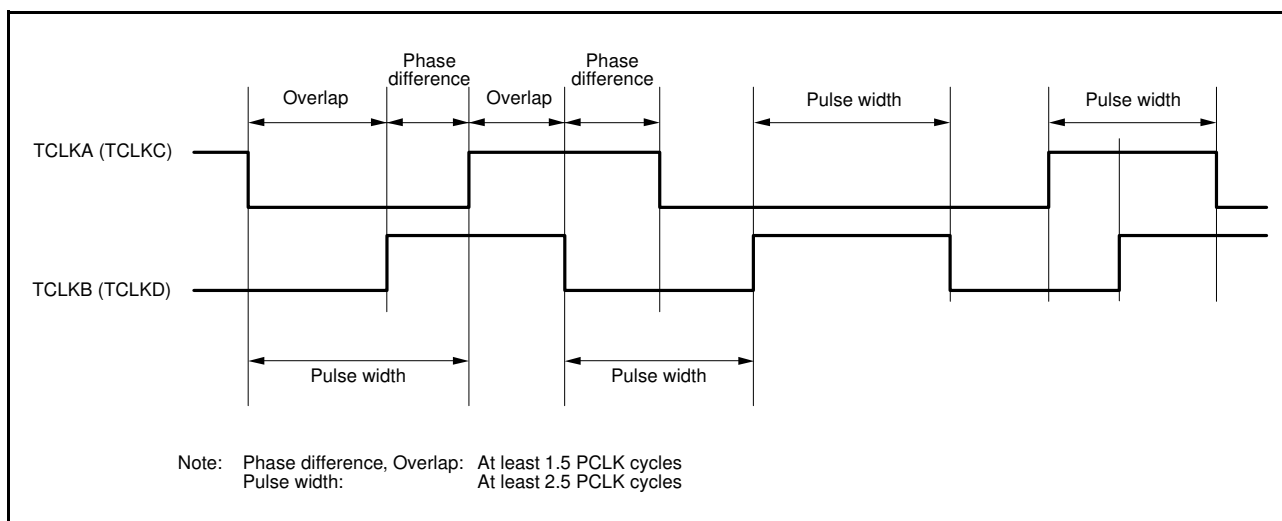 Phase
difference
Phase
difference
Overlap
Overlap
Pulse width
Pulse width
TCLKA (TCLKC)
TCLKB (TCLKD)
Pulse width
Pulse width
Note: Phase difference, Overlap: At least 1.5 PCLK cycles
Pulse width: At least 2.5 PCLK cycles